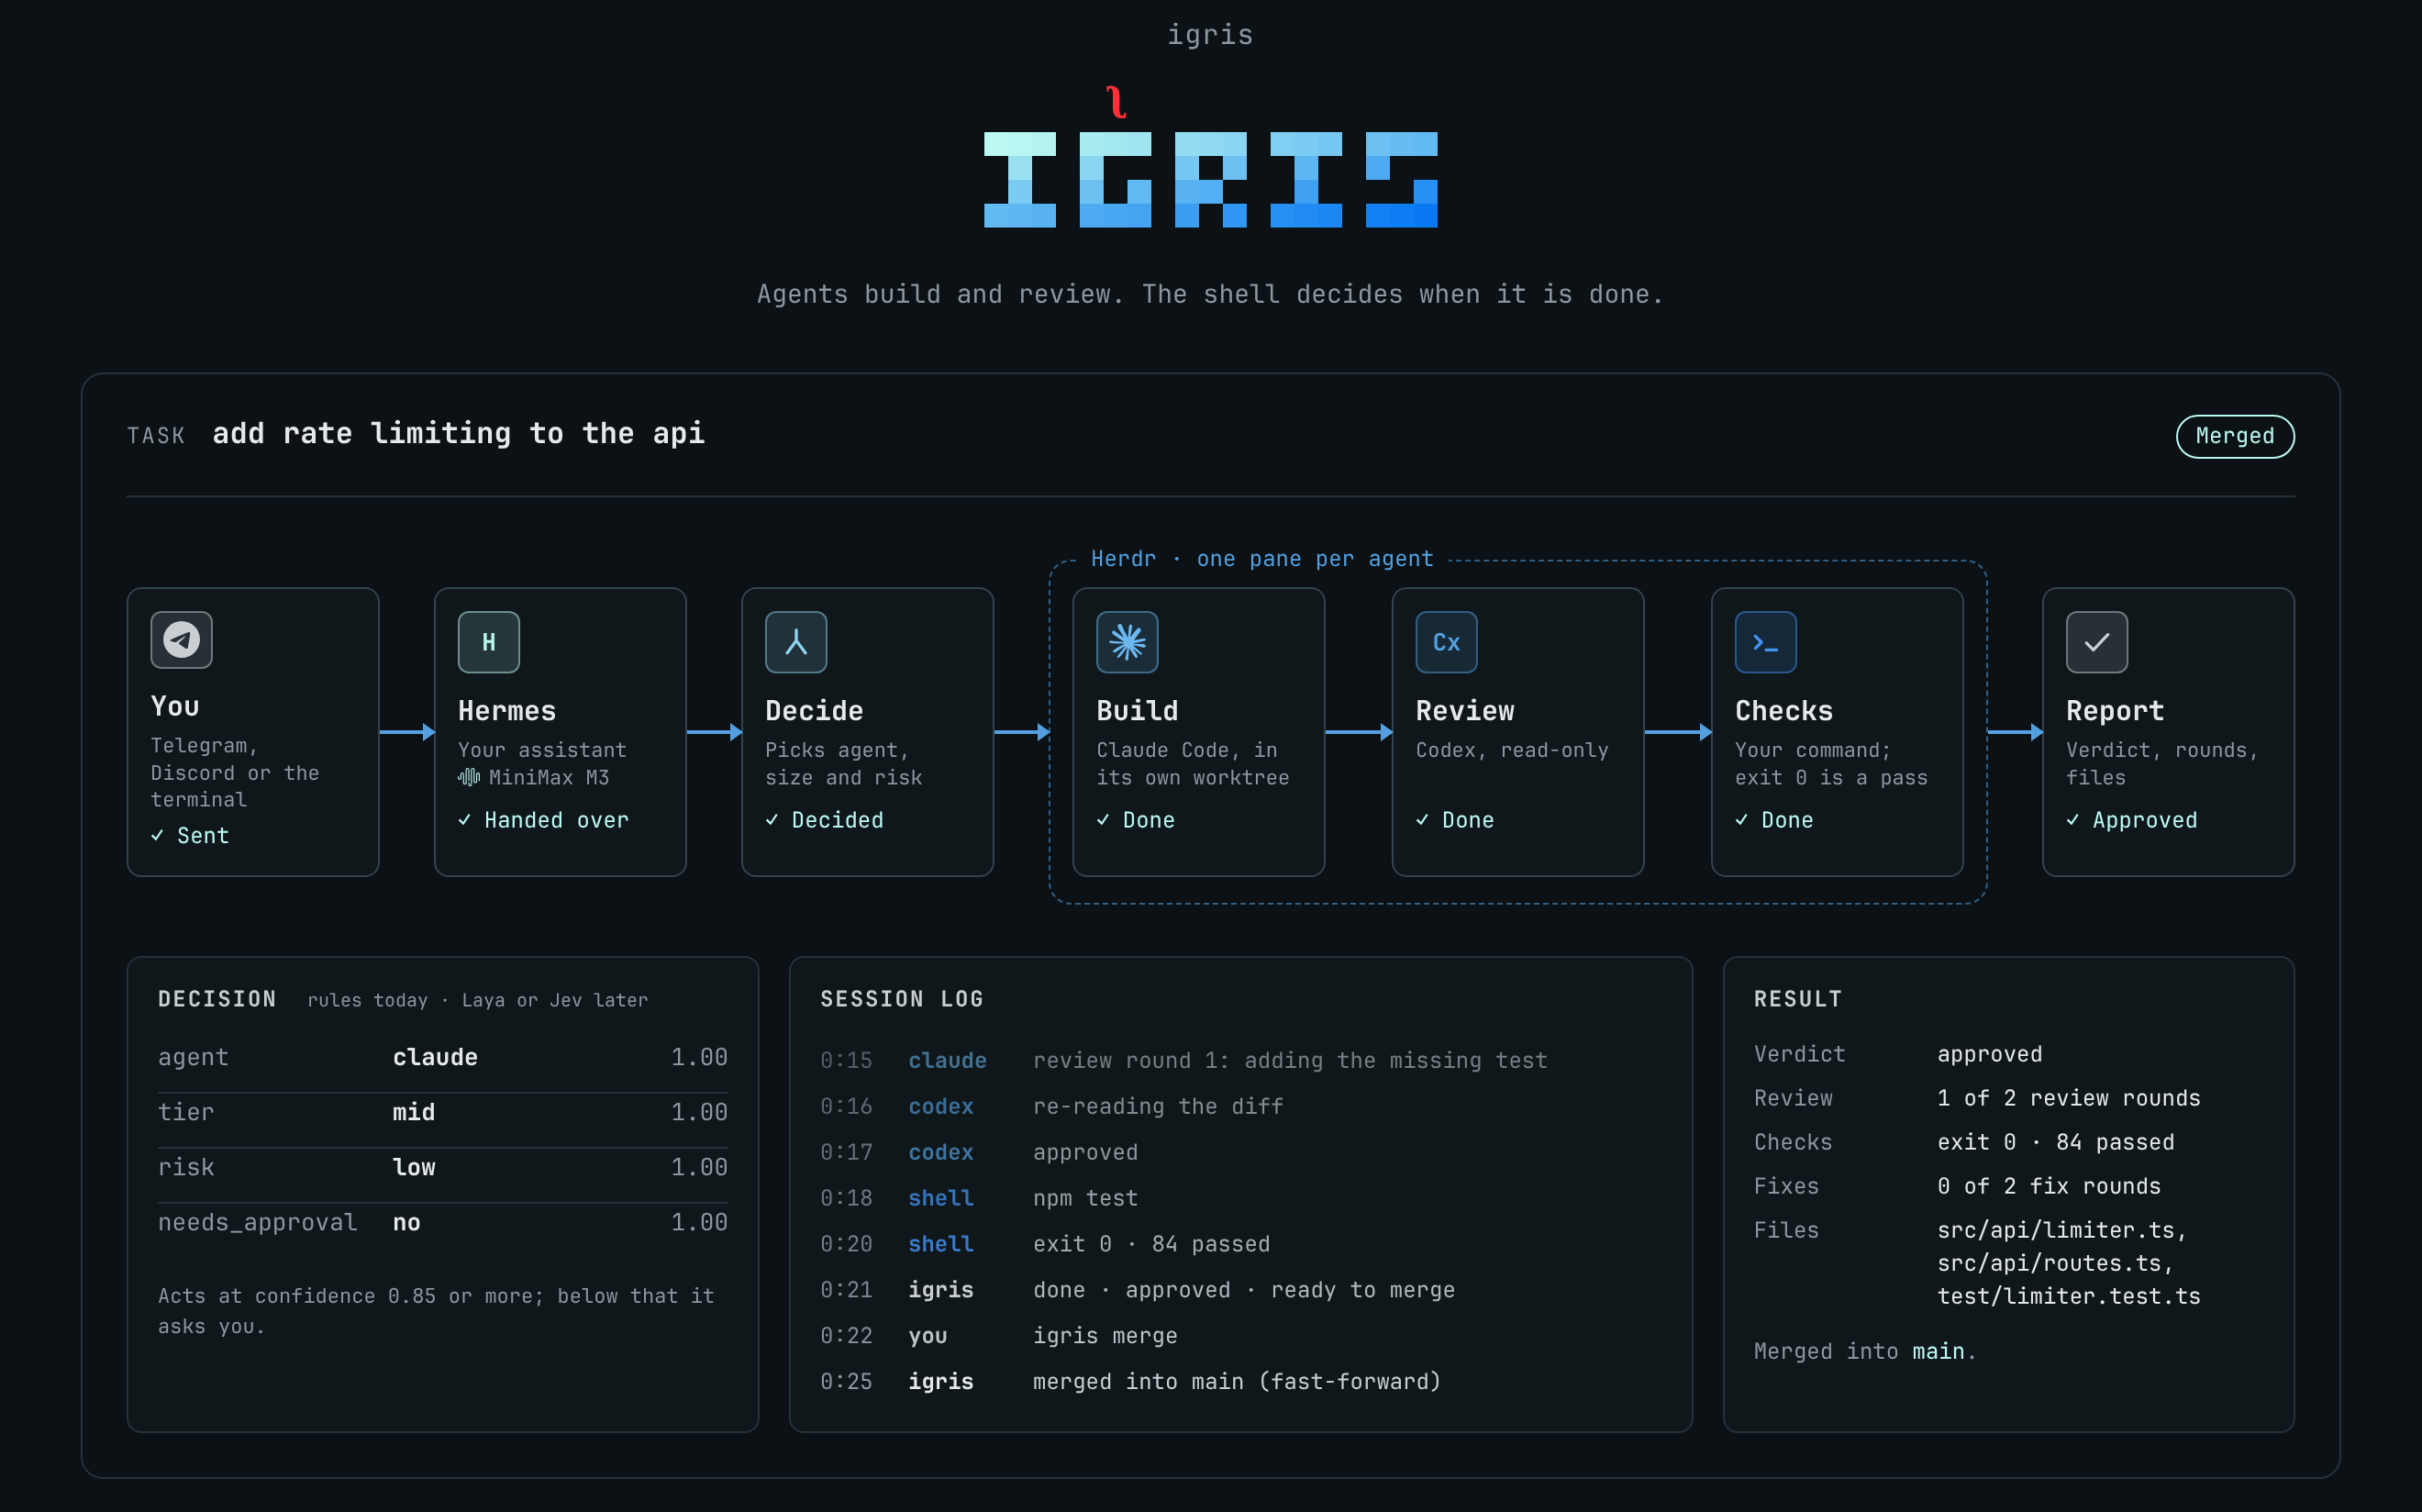 igris
IGRIS
Agents build and review. The shell decides when it is done.
TASK add rate limiting to the api
Merged
Herdr · one pane per agent
You
Telegram,
Discord or the
terminal
✓ Sent
H
Hermes
Your assistant
MiniMax M3
✓ Handed over
Decide
Picks agent,
size and risk
✓ Decided
Build
Claude Code, in
its own worktree
✓ Done
Cx
Review
Codex, read-only
✓ Done
>_
Checks
Your command;
exit 0 is a pass
✓ Done
Report
Verdict, rounds,
files
✓ Approved
DECISION rules today · Laya or Jev later
agent claude 1.00
tier mid 1.00
risk low 1.00
needs_approval no 1.00
Acts at confidence 0.85 or more; below that it
asks you.
SESSION LOG
0:15 claude review round 1: adding the missing test
0:16 codex re-reading the diff
0:17 codex approved
0:18 shell npm test
0:20 shell exit 0 · 84 passed
0:21 igris done · approved · ready to merge
0:22 you igris merge
0:25 igris merged into main (fast-forward)
RESULT
Verdict approved
Review 1 of 2 review rounds
Checks exit 0 · 84 passed
Fixes 0 of 2 fix rounds
Files src/api/limiter.ts,
src/api/routes.ts,
test/limiter.test.ts
Merged into main.